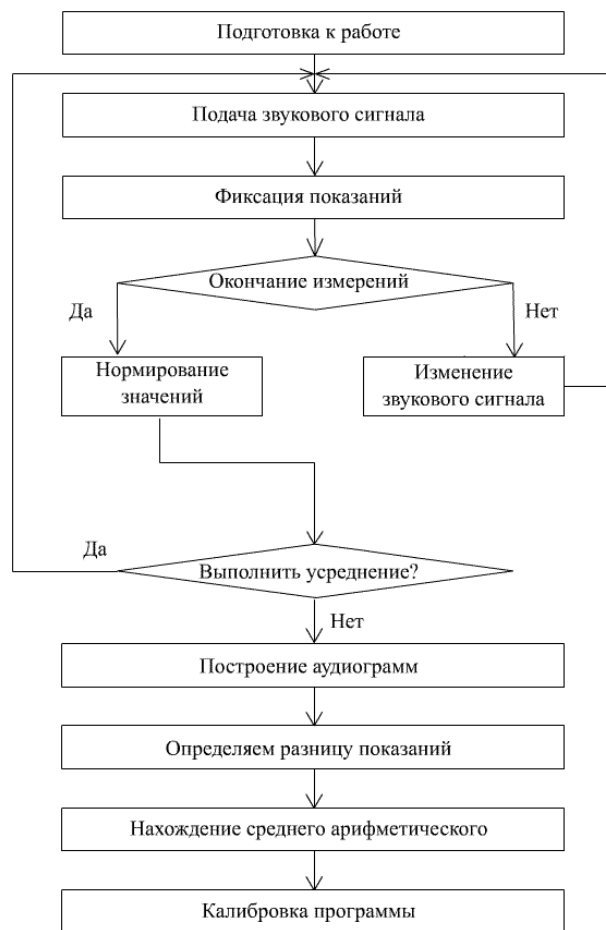 Подготовка к работе
Подача звукового сигнала
Фиксация показаний
Окончание измерений
Да
Нет
Нормирование
значений
Изменение
звукового сигнала
Да
Выполнить усреднение?
Нет
Построение аудиограмм
Определяем разницу показаний
Нахождение среднего арифметического
Калибровка программы